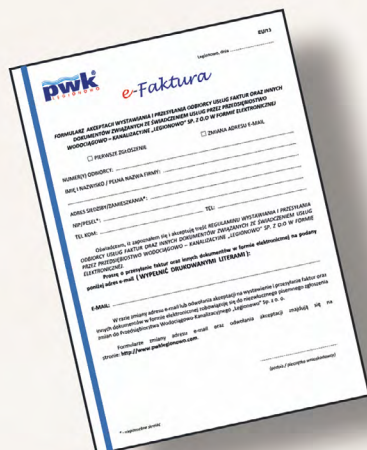 EU/13
Legionowo, dnia
pwk
LEGIONOWO
e-Faktura
FORMULARZ AKCEPTACJI WYSTAWIANIA I PRZESYŁANIA ODBIORCY USŁUG FAKTUR ORAZ INNYCH
DOKUMENTÓW ZWIĄZANYCH ZE ŚWIADCZENIEM USŁUG PRZEZ PRZEDSIĘBIORSTWO
WODOCIĄGOWO – KANALIZACYJNE „LEGIONOWO" SP. Z O.O W FORMIE ELEKTRONICZNEJ
☐ PIERWSZE ZGŁOSZENIE
☐ ZMIANA ADRESU E-MAIL
NUMER(Y) ODBIORCY:
IMIĘ I NAZWISKO / PEŁNA NAZWA FIRMY:
ADRES SIEDZIBY/ZAMIESZKANIA*:
NIP/PESEL*:
TEL KOM:
TEL:
Oświadczam, iż zapoznałem się i akceptuję treść REGULAMINU WYSTAWIANIA I PRZESYŁANIA
ODBIORCY USŁUG FAKTUR ORAZ INNYCH DOKUMENTÓW ZWIĄZANYCH ZE ŚWIADCZENIEM USŁUG
PRZEZ PRZEDSIĘBIORSTWO WODOCIĄGOWO – KANALIZACYJNE „LEGIONOWO" SP. Z O.O W FORMIE
ELEKTRONICZNEJ.
Proszę o przesyłanie faktur oraz innych dokumentów w formie elektronicznej na podany
poniżej adres e-mail ( WYPEŁNIĆ DRUKOWANYMI LITERAMI ):
E-MAIL:
W razie zmiany adresu e-mail lub odwołania akceptacji na wystawianie i przesyłanie faktur oraz
innych dokumentów w formie elektronicznej zobowiązuję się do niezwłocznego pisemnego zgłoszenia
zmian do Przedsiębiorstwa Wodociągowo-Kanalizacyjnego „Legionowo" Sp. z o. o.
Formularze zmiany adresu e-mail oraz odwołania akceptacji znajdują się na
stronie: http://www.pwklegionowo.com.
* - niepotrzebne skreślić